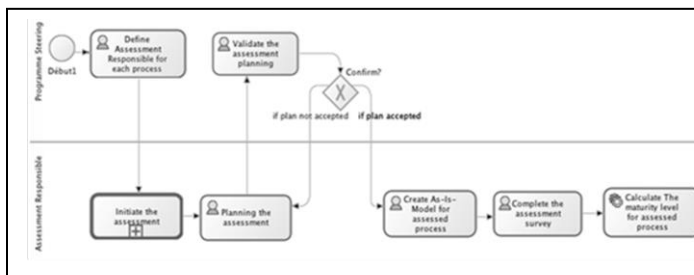 Programme Steering
Début1
Define
Assessment
Responsible for
each process
Validate the
assessment
planning
Confirm?
if plan not accepted
if plan accepted
Assessment Responsible
Initiate the
assessment
Planning the
assessment
Create As-Is-
Model for
assessed
process
Complete the
assessment
survey
Calculate The
maturity level
for assessed
process